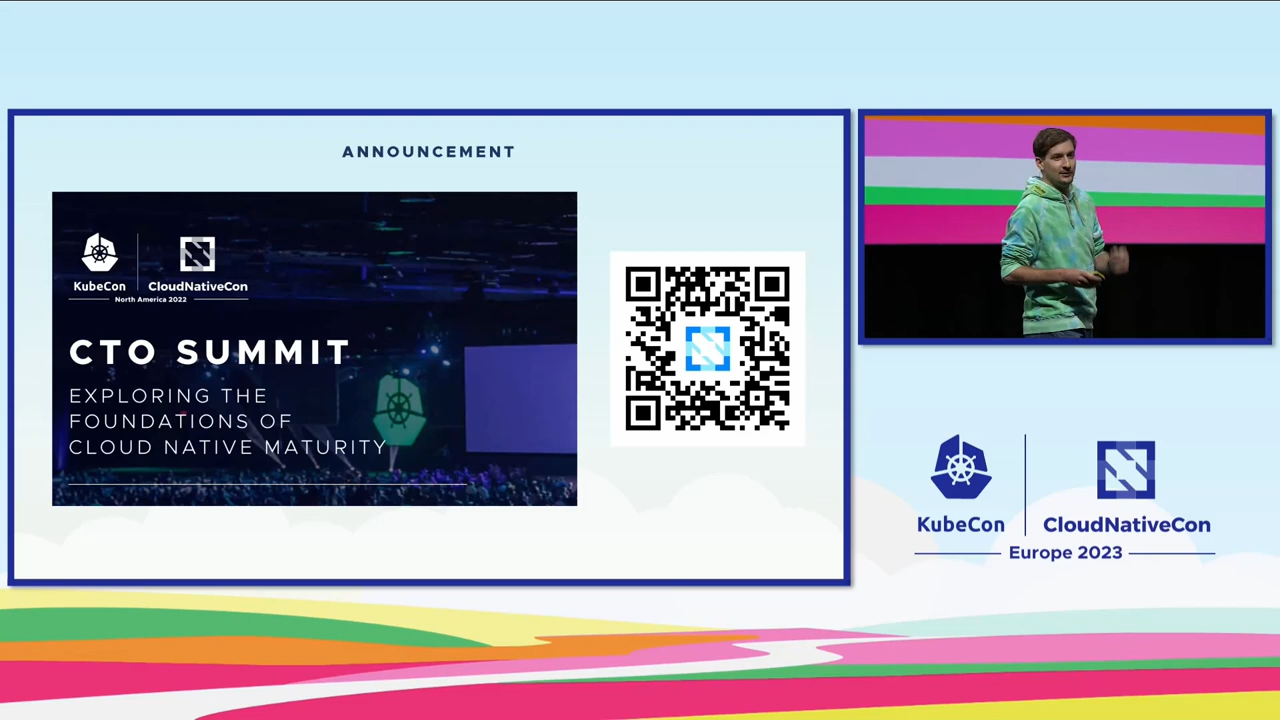 ANNOUNCEMENT
KubeCon
CloudNativeCon
North America 2022
CTO SUMMIT
EXPLORING THE
FOUNDATIONS OF
CLOUD NATIVE MATURITY
KubeCon
CloudNativeCon
Europe 2023